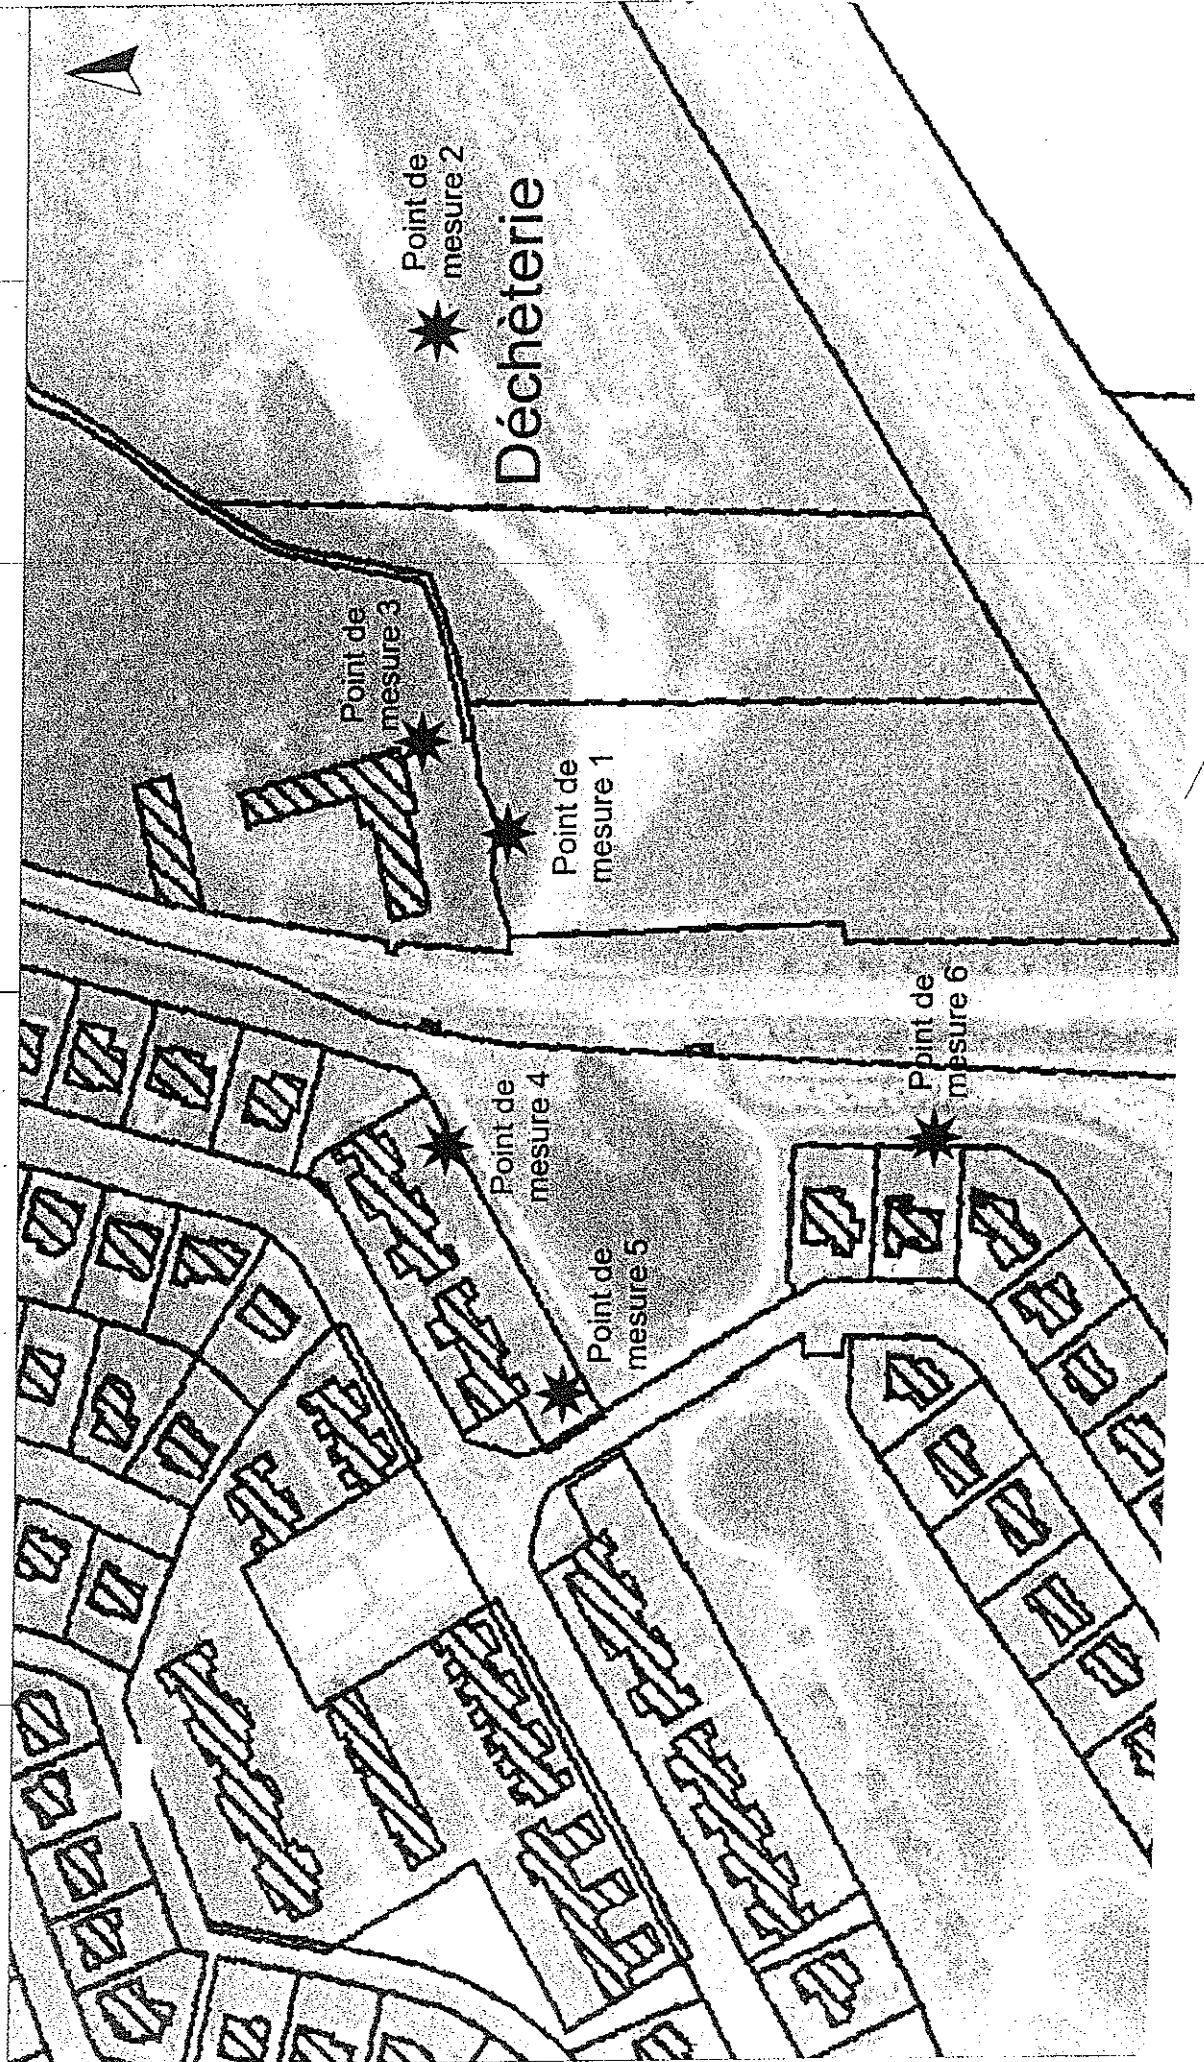 Point de
mesure 2
Déchèterie
Point de
mesure 3
Point de
mesure 1
Point de
mesure 4
Point de
mesure 6
Point de
mesure 5